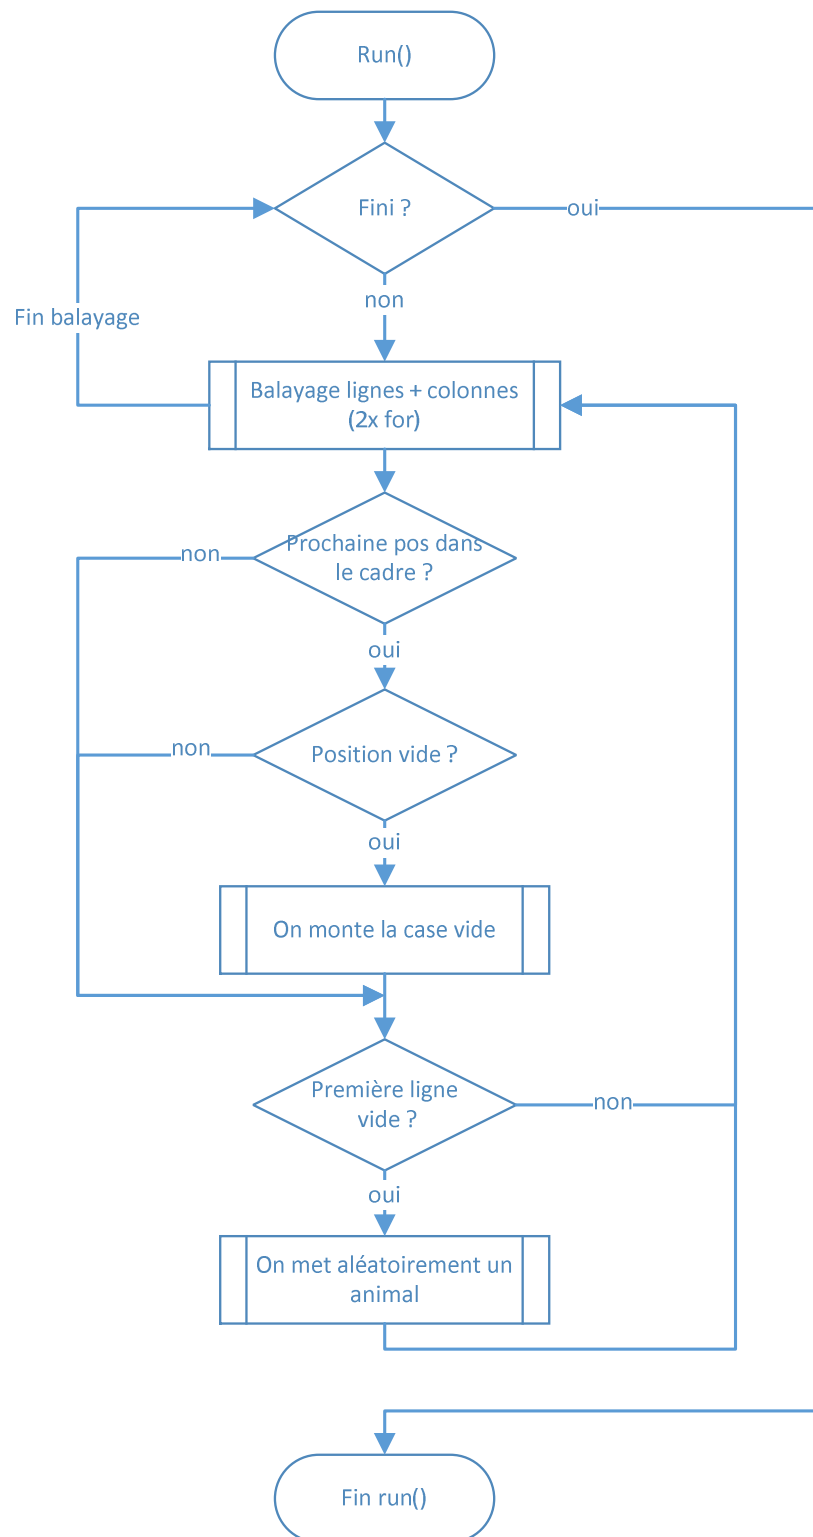 Run()
Fini ?
oui
non
Fin balayage
Balayage lignes + colonnes
(2x for)
Prochaine pos dans
le cadre ?
non
oui
Position vide ?
non
oui
On monte la case vide
Première ligne
vide ?
non
oui
On met aléatoirement un
animal
Fin run()